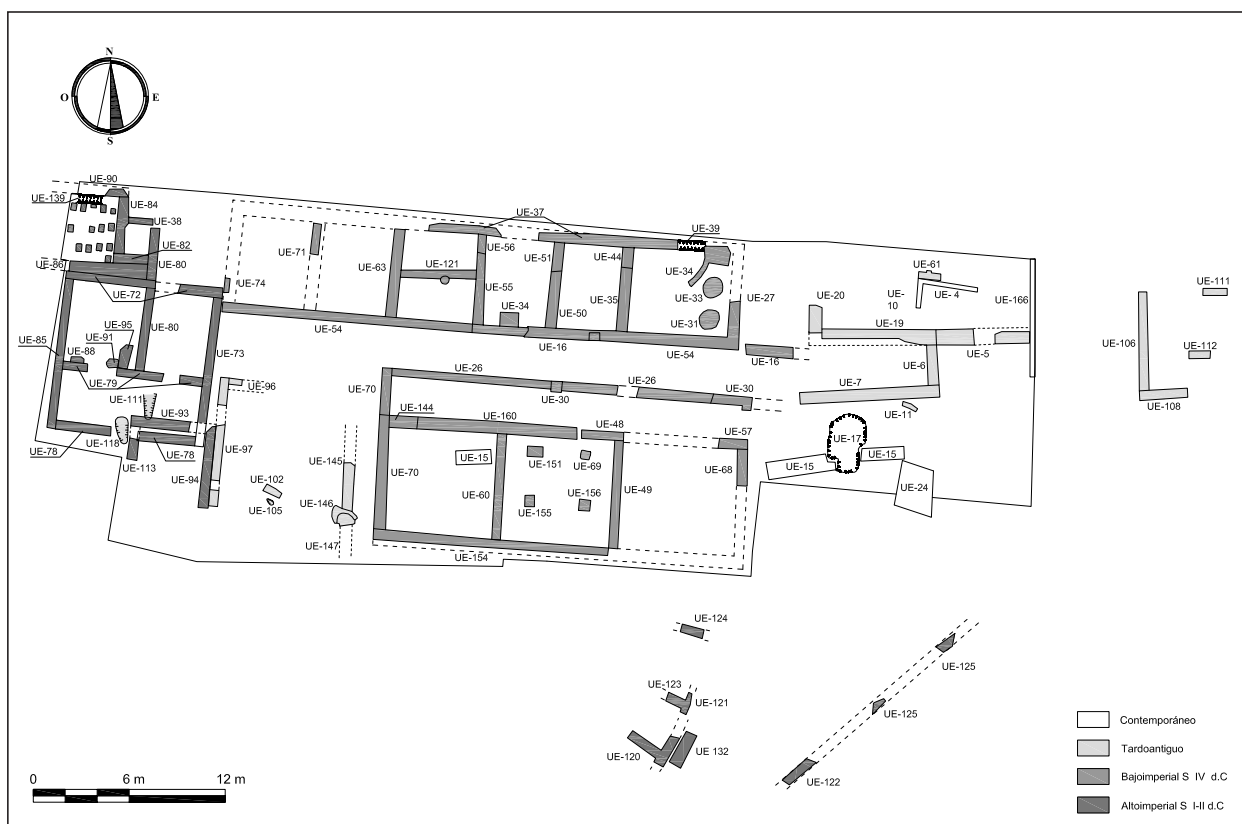 N
O
E
S
UE-90
UE-139
UE-84
UE-38
UE-82
UE-86
UE-80
UE-72
UE-74
UE-71
UE-63
UE-37
UE-121
UE-56
UE-55
UE-34
UE-51
UE-50
UE-44
UE-35
UE-39
UE-34
UE-33
UE-31
UE-27
UE-54
UE-16
UE-54
UE-16
UE-20
UE-19
UE-61
UE-10
UE- 4
UE-166
UE-5
UE-6
UE-7
UE-11
UE-17
UE-15
UE-15
UE-24
UE-106
UE-108
UE-111
UE-112
UE-95
UE-91
UE-80
UE-85
UE-88
UE-79
UE-73
UE-111
UE-93
UE-96
UE-78
UE-118
UE-78
UE-113
UE-97
UE-94
UE-102
UE-105
UE-145
UE-146
UE-147
UE-26
UE-70
UE-30
UE-26
UE-30
UE-144
UE-160
UE-48
UE-57
UE-70
UE-15
UE-60
UE-151
UE-69
UE-155
UE-156
UE-49
UE-68
UE-154
UE-124
UE-123
UE-121
UE-120
UE 132
UE-125
UE-125
UE-122
Contemporáneo
Tardoantiguo
Bajoimperial S IV d.C
Altoimperial S I-II d.C
0 6 m 12 m